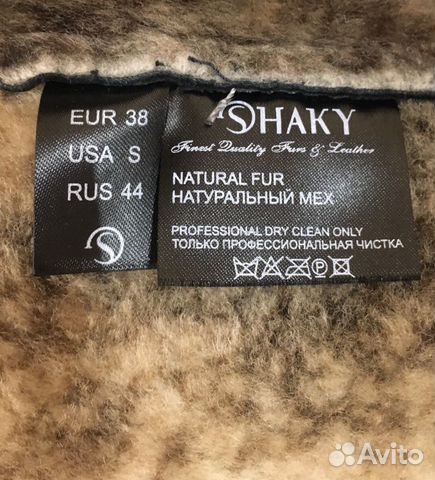 EUR 38
USA S
RUS 44
SHAKY
Finest Quality Furs & Leather
NATURAL FUR
НАТУРАЛЬНЫЙ МЕХ
PROFESSIONAL DRY CLEAN ONLY
ТОЛЬКО ПРОФЕССИОНАЛЬНАЯ ЧИСТКА
P
Avito